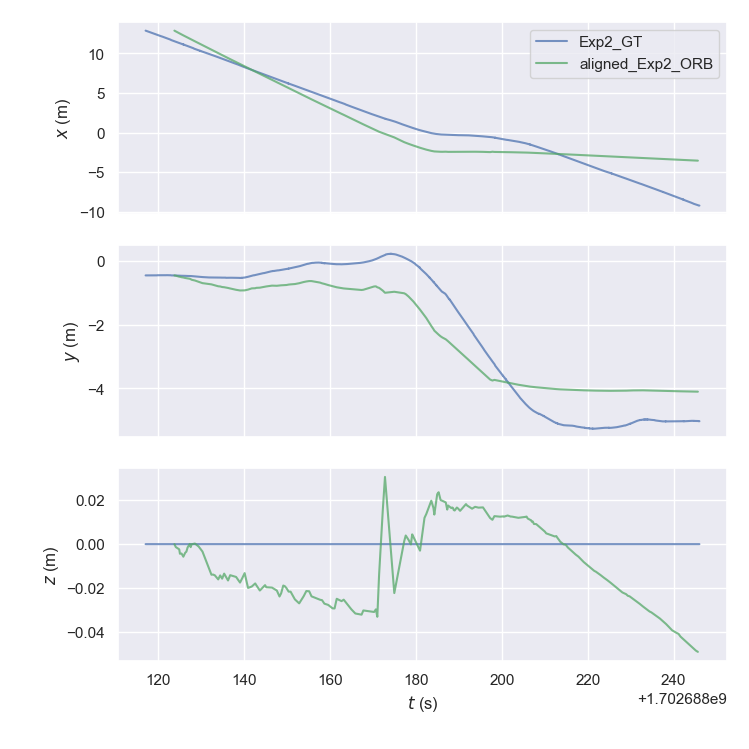 10
5
0
−5
−10
x (m)
Exp2_GT
aligned_Exp2_ORB
0
−2
−4
y (m)
0.02
0.00
−0.02
−0.04
z (m)
120 140 160 180 200 220 240
t (s)
+1.702688e9